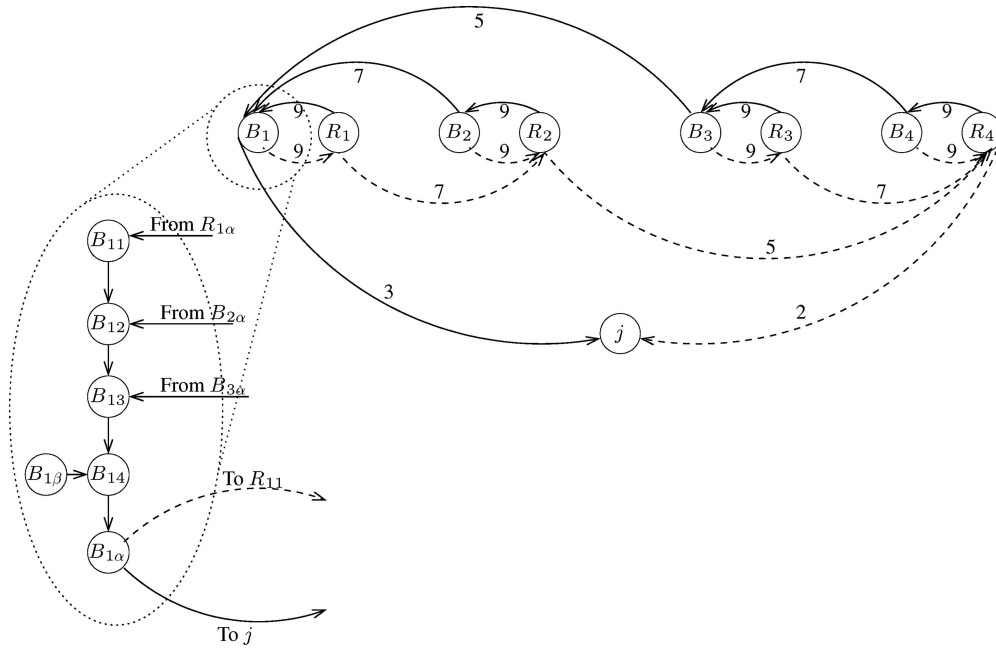 5
7
7
9
9
9
9
B₁
R₁
B₂
R₂
B₃
R₃
B₄
R₄
9
9
9
9
7
7
5
3
2
j
From R₁α
B₁₁
From B₂α
B₁₂
From B₃α
B₁₃
B₁β
B₁₄
To R₁₁
B₁α
To j